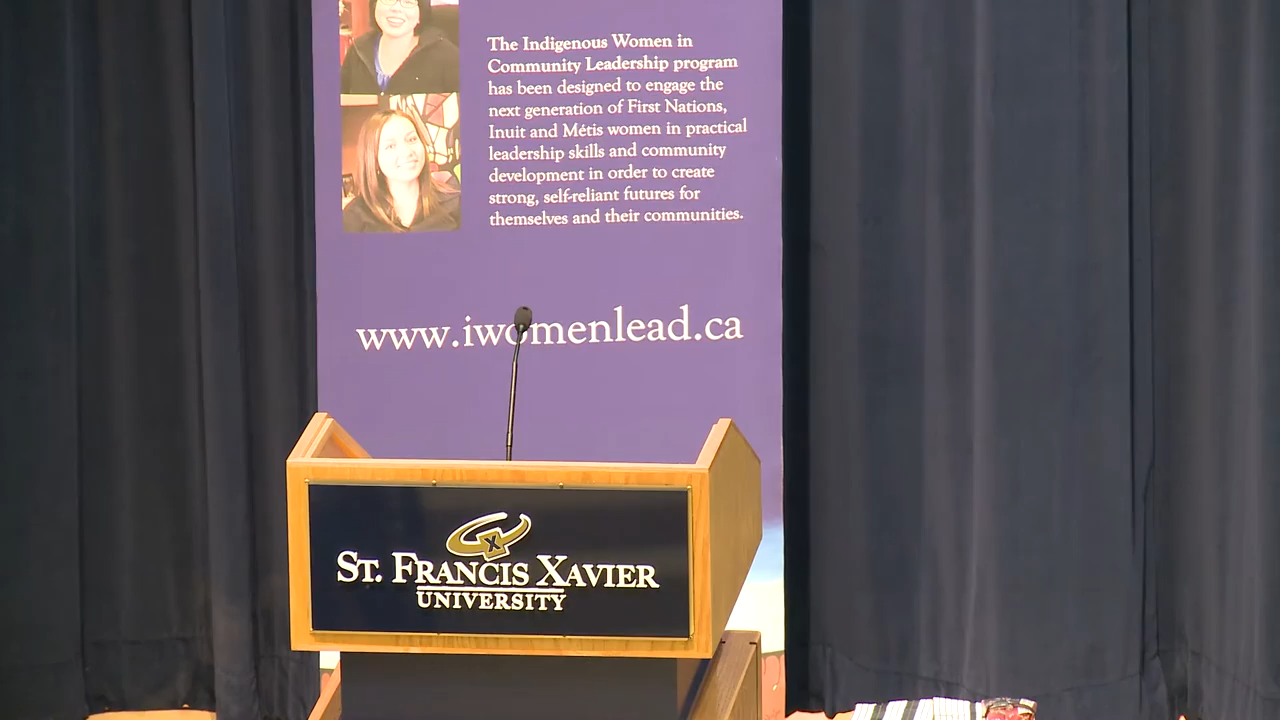 The Indigenous Women in
Community Leadership program
has been designed to engage the
next generation of First Nations,
Inuit and Métis women in practical
leadership skills and community
development in order to create
strong, self-reliant futures for
themselves and their communities.
www.iwomenlead.ca
X
ST. FRANCIS XAVIER
UNIVERSITY